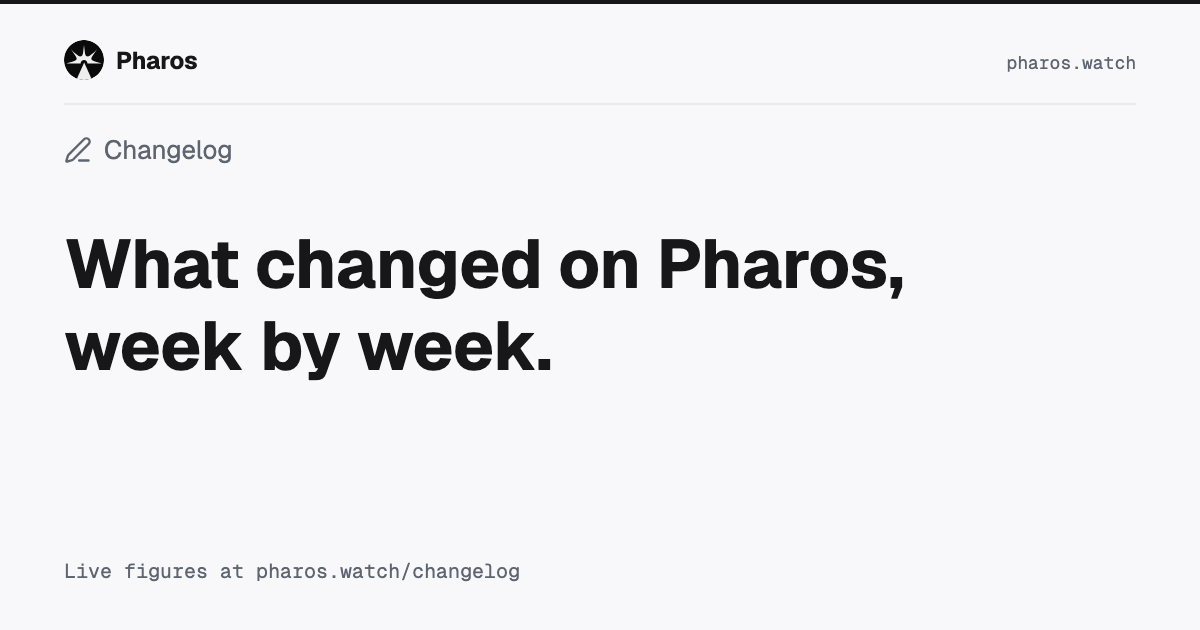 Pharos
pharos.watch
Changelog
What changed on Pharos,
week by week.
Live figures at pharos.watch/changelog